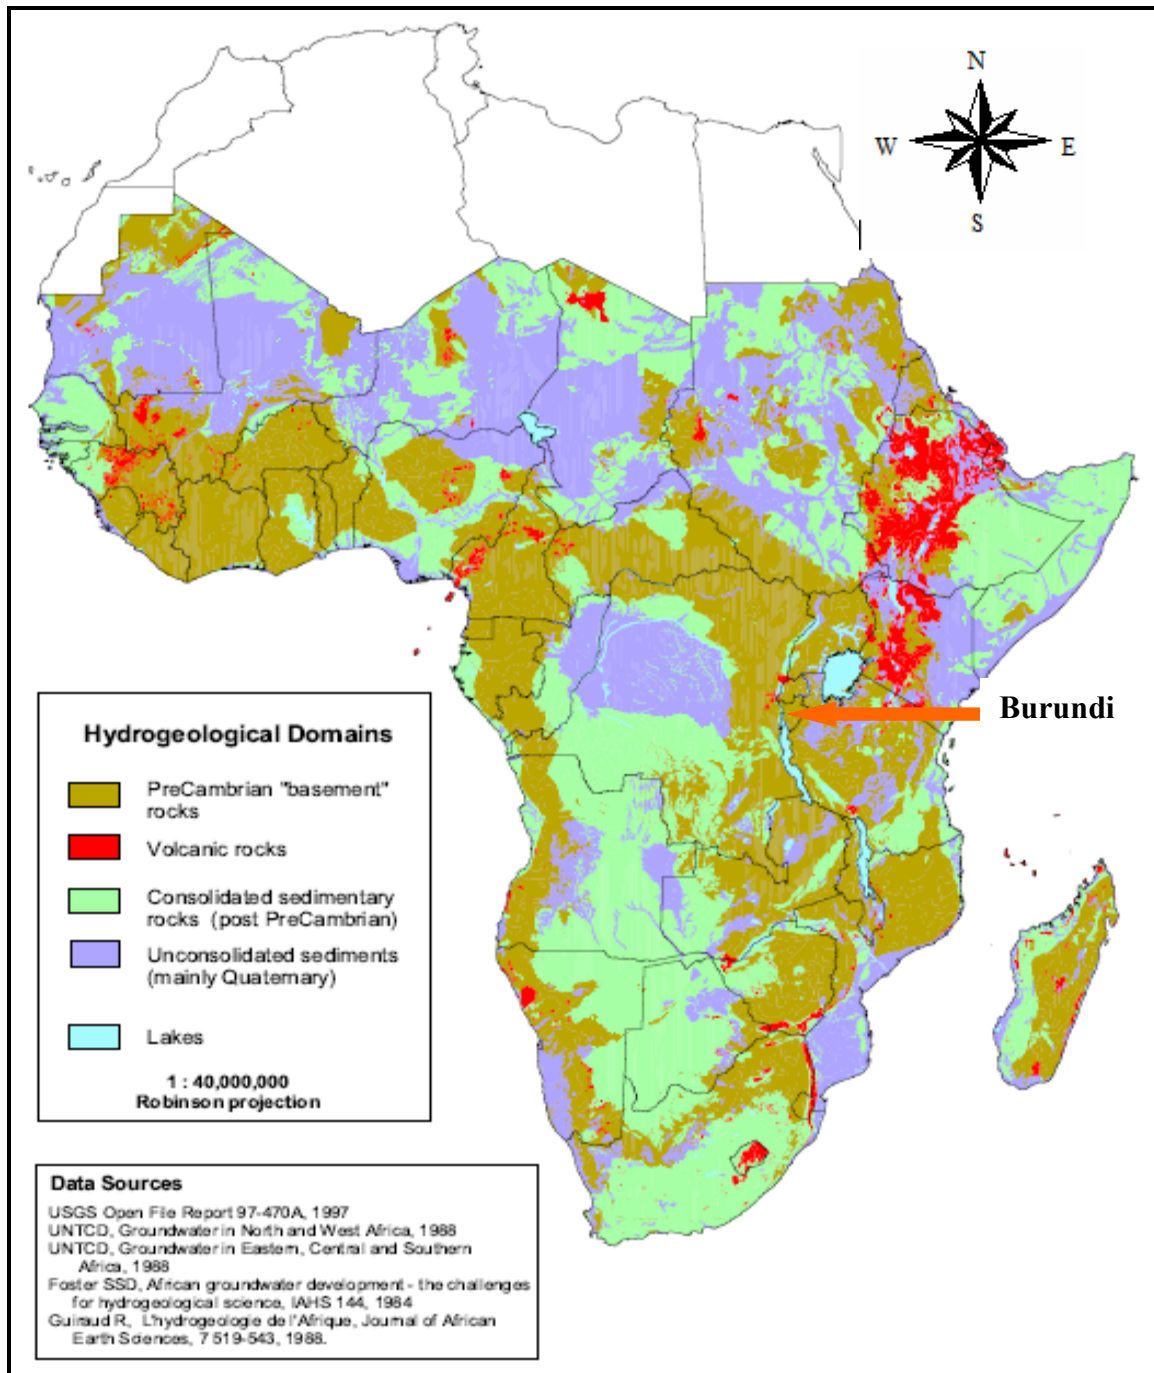 N
W E
S
Burundi
Hydrogeological Domains
PreCambrian "basement"
rocks
Volcanic rocks
Consolidated sedimentary
rocks (post PreCambrian)
Unconsolidated sediments
(mainly Quaternary)
Lakes
1 : 40,000,000
Robinson projection
Data Sources
USGS Open File Report 97-470A, 1997
UNTCD, Groundwater in North and West Africa, 1988
UNTCD, Groundwater in Eastern, Central and Southern
Africa, 1988
Foster SSD, African groundwater development - the challenges
for hydrogeological science, IAHS 144, 1984
Guiraud R, L'hydrogeologie de l'Afrique, Journal of African
Earth Sciences, 7 519-543, 1988.